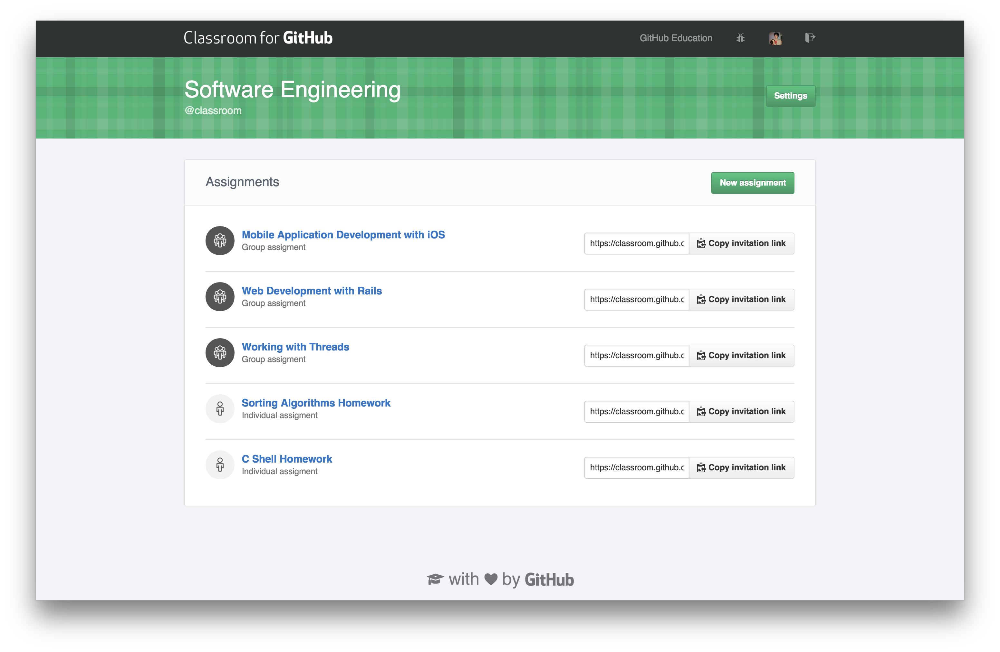 Classroom for GitHub
GitHub Education
Software Engineering
@classroom
Settings
Assignments
New assignment
Mobile Application Development with iOS
Group assigment
https://classroom.github.c
Copy invitation link
Web Development with Rails
Group assigment
https://classroom.github.c
Copy invitation link
Working with Threads
Group assigment
https://classroom.github.c
Copy invitation link
Sorting Algorithms Homework
Individual assigment
https://classroom.github.c
Copy invitation link
C Shell Homework
Individual assigment
https://classroom.github.c
Copy invitation link
with by GitHub